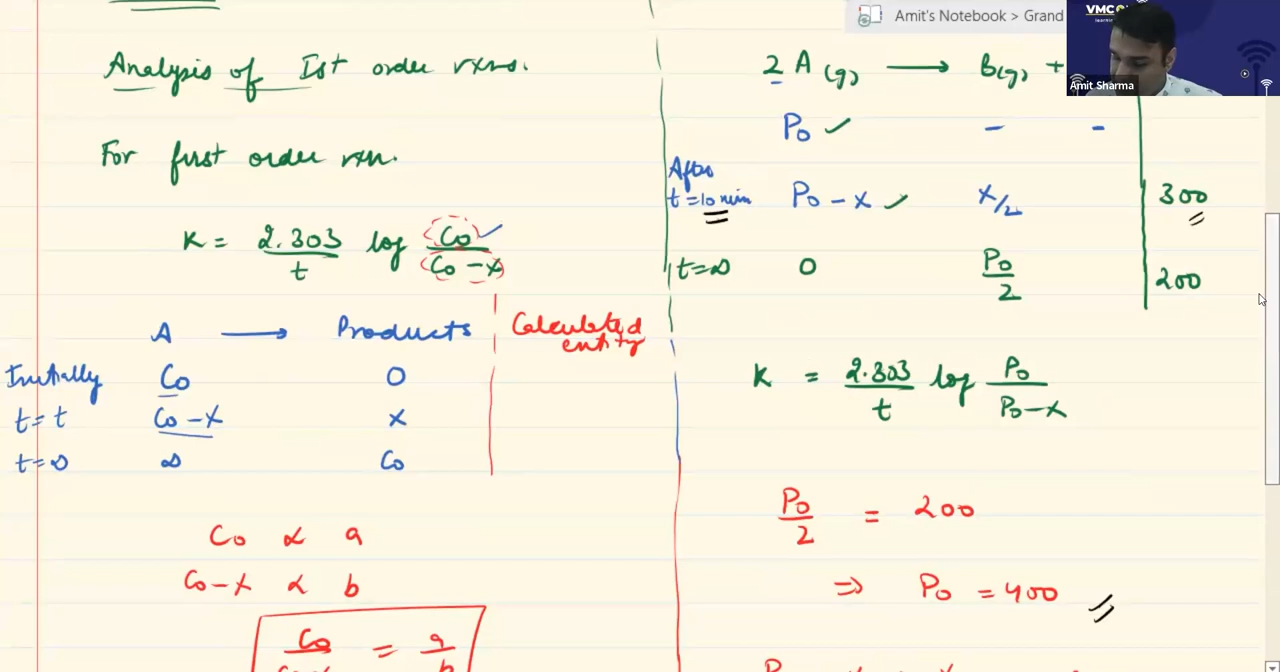 Amit's Notebook > Grand
VMC
Amit Sharma
Analysis of Ist order rxns.
For first order rxn.
K = 2.303/t log Co/Co-x
A ⟶ Products
Calculated entity
Initially Co 0
t=t Co-x x
t=∞ ∞ Co
Co ∝ a
Co-x ∝ b
Co = a/b
2 A(g) ⟶ B(g) +
Po ✓ - -
After t=10 min Po-x ✓ x/2 300
t=∞ 0 Po/2 200
K = 2.303/t log Po/Po-x
Po/2 = 200
⇒ Po = 400